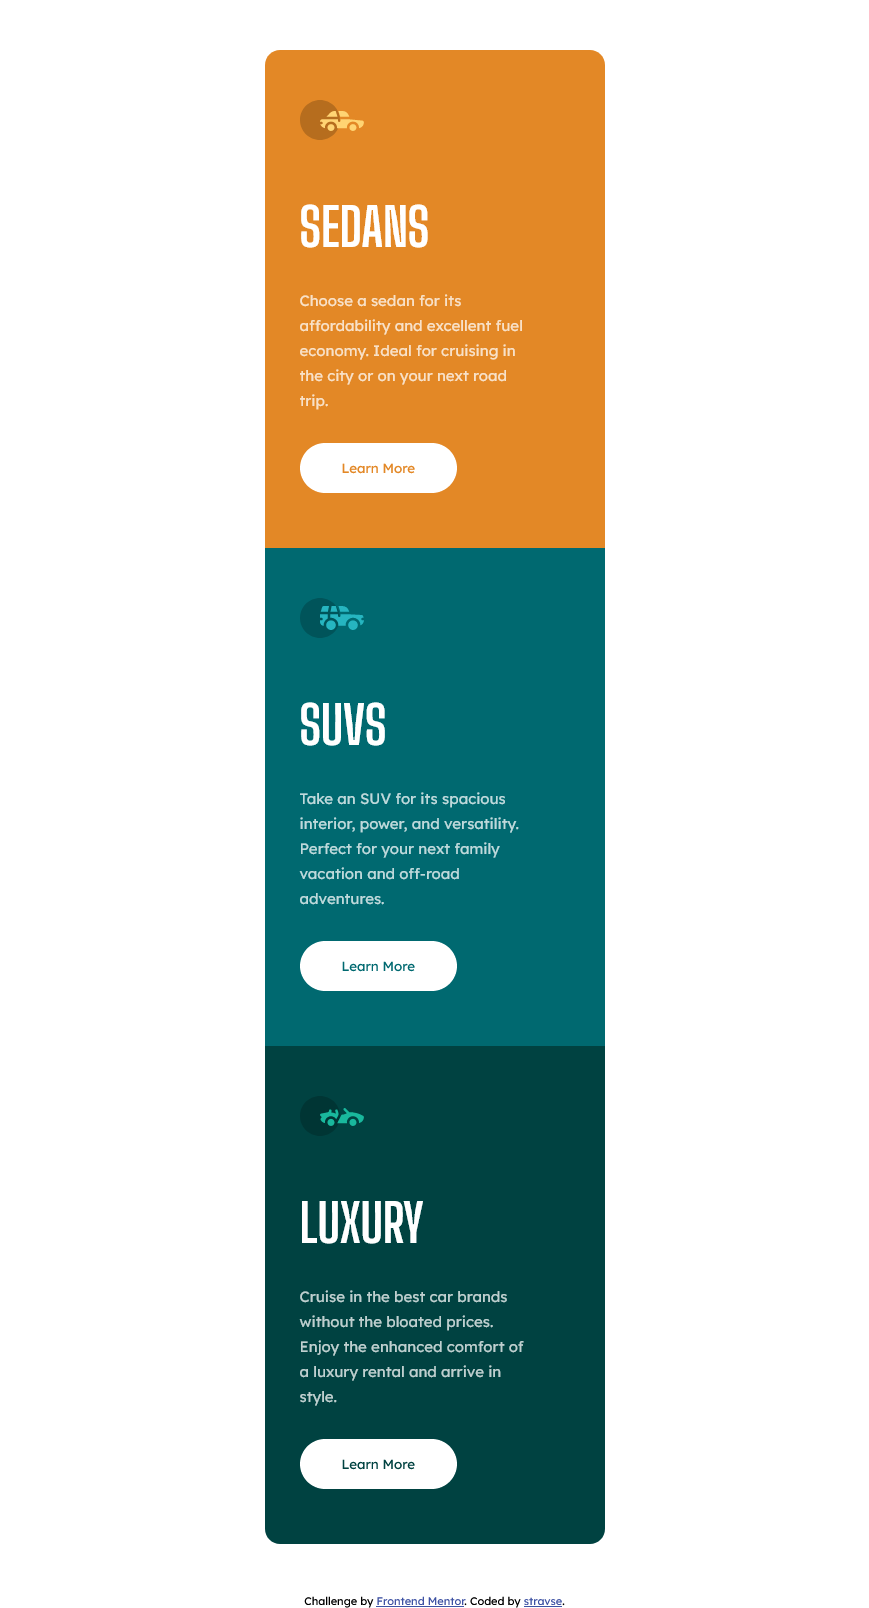 SEDANS
Choose a sedan for its
affordability and excellent fuel
economy. Ideal for cruising in
the city or on your next road
trip.
Learn More
SUVS
Take an SUV for its spacious
interior, power, and versatility.
Perfect for your next family
vacation and off-road
adventures.
Learn More
LUXURY
Cruise in the best car brands
without the bloated prices.
Enjoy the enhanced comfort of
a luxury rental and arrive in
style.
Learn More
Challenge by Frontend Mentor. Coded by stravse.